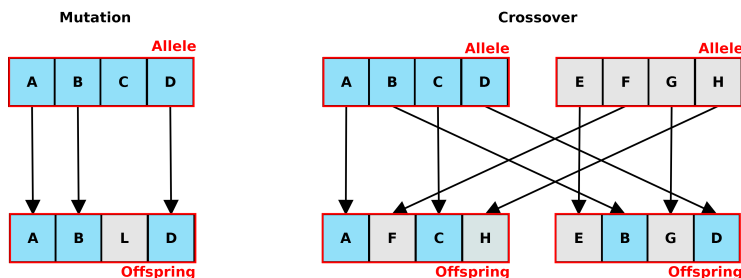 Mutation
Crossover
Allele
Allele
Allele
A B C D
A B C D
E F G H
A B L D
A F C H
E B G D
Offspring
Offspring
Offspring